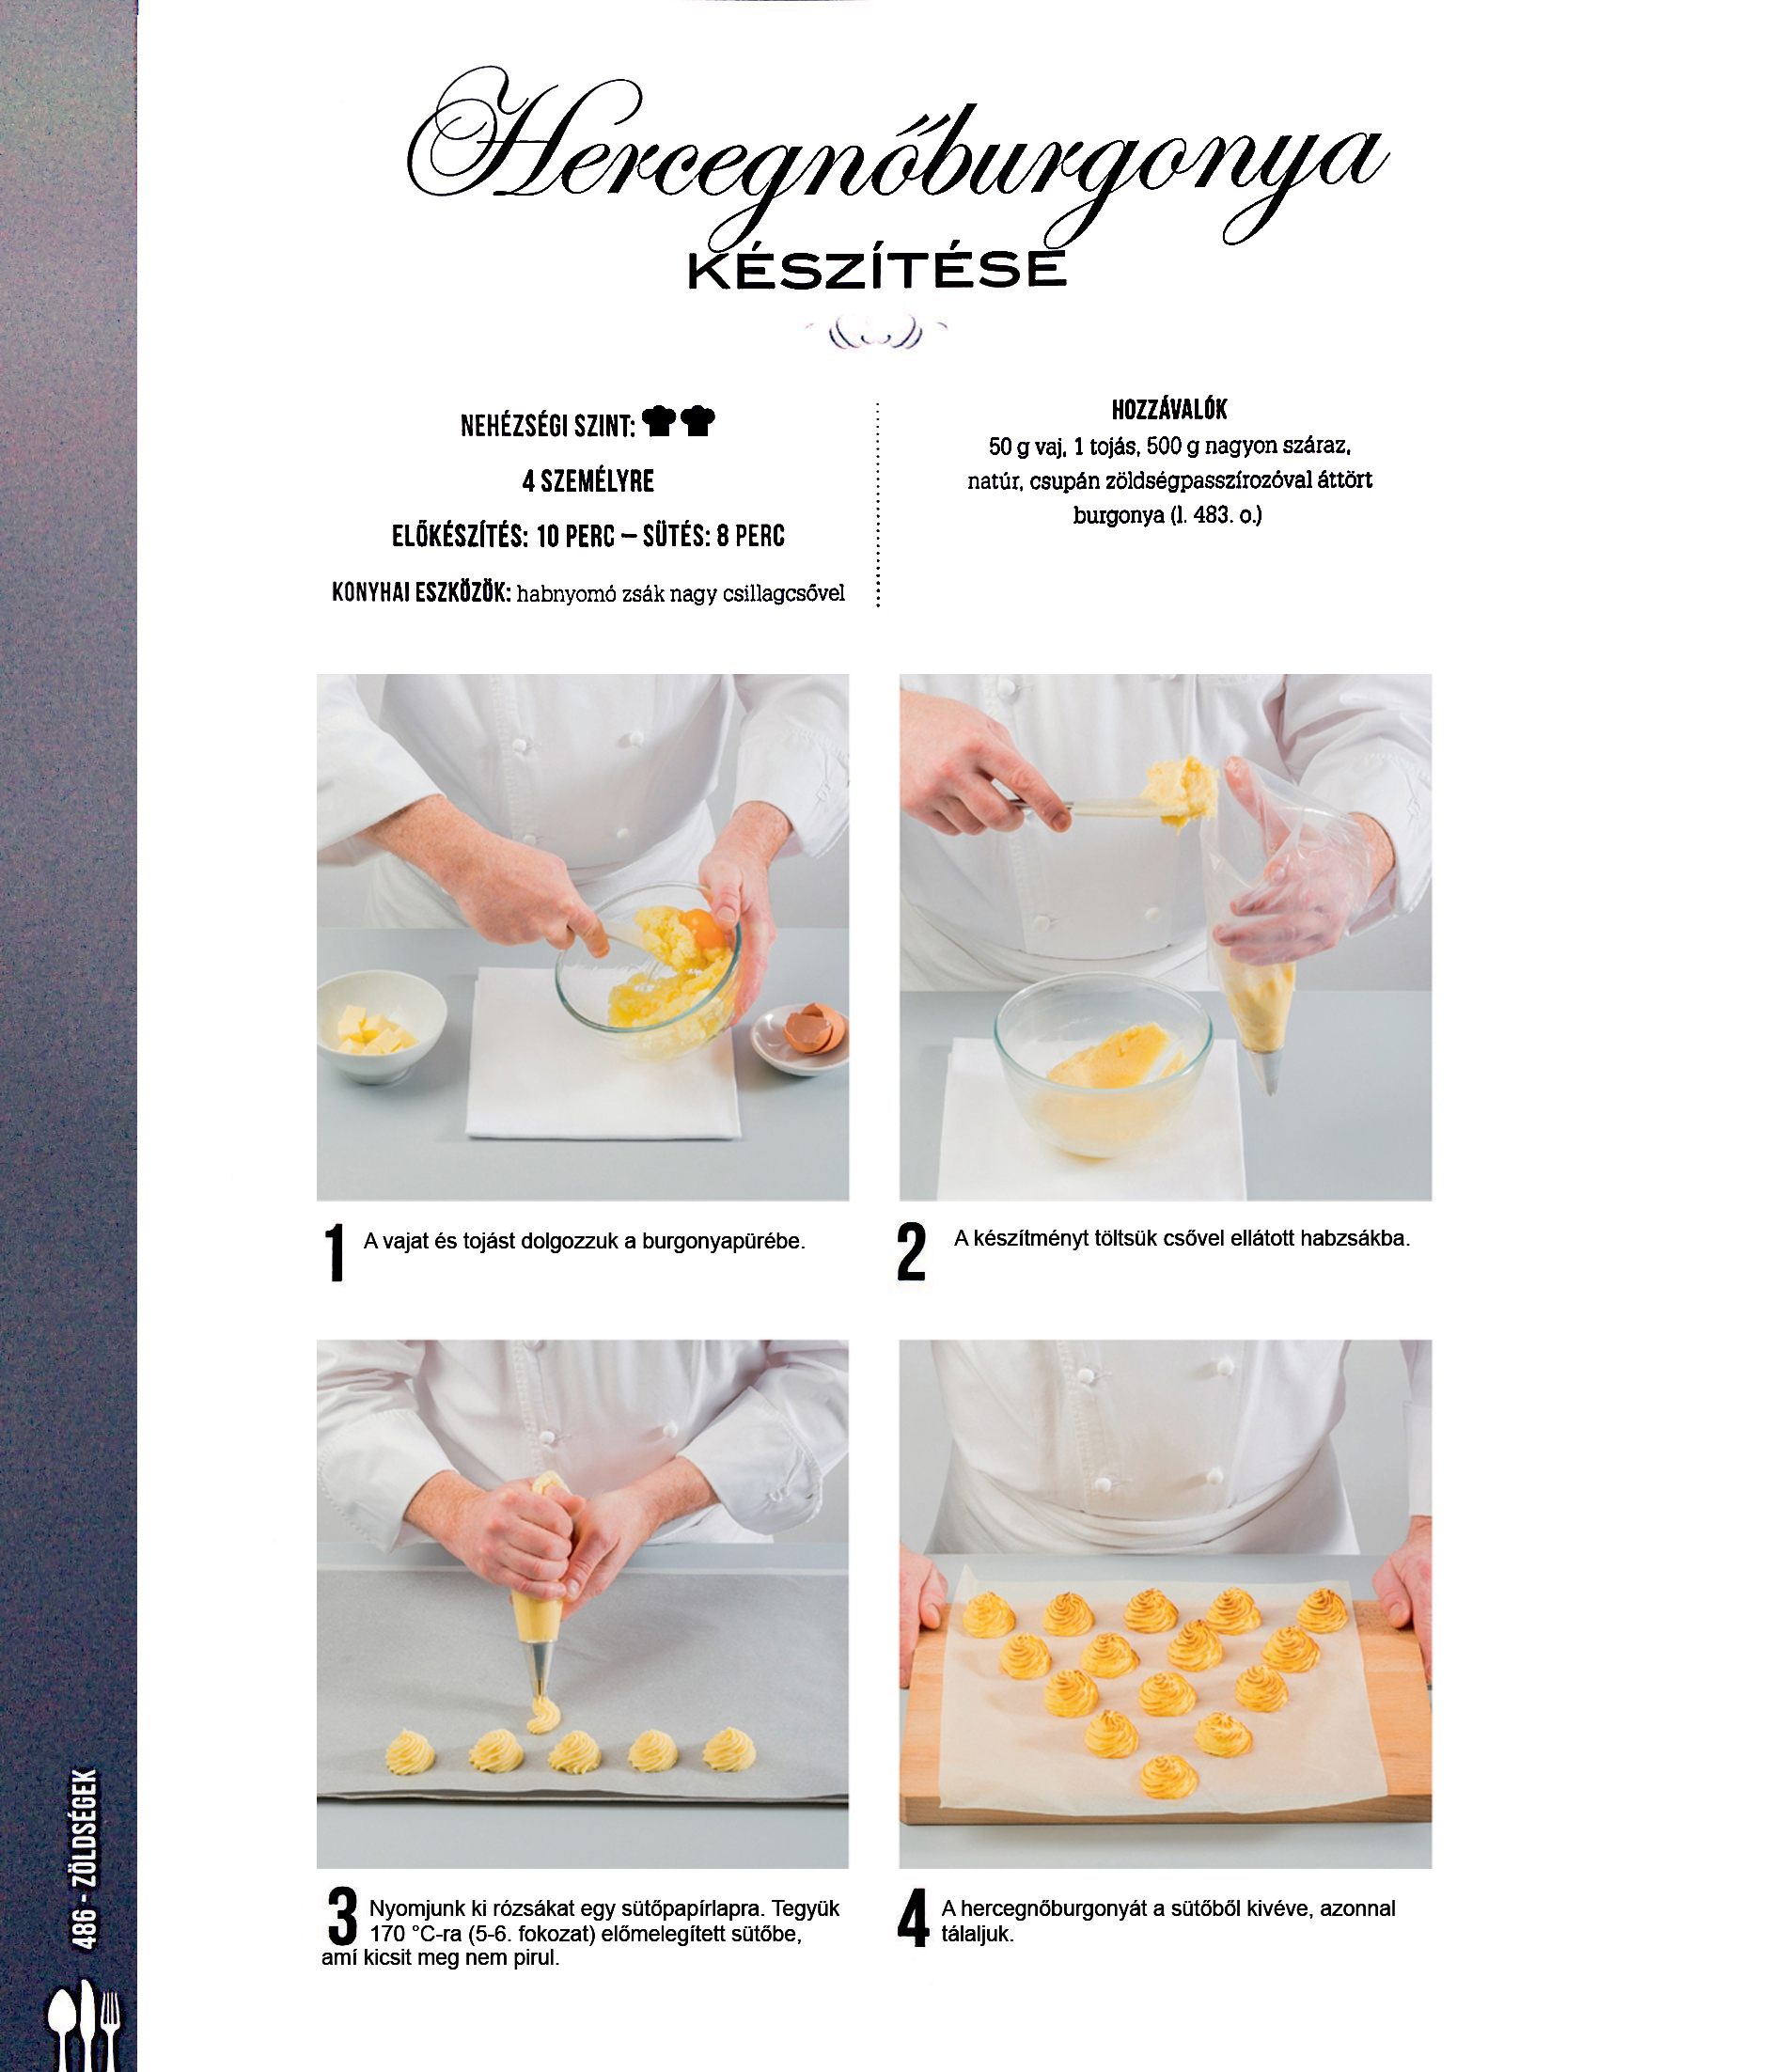 Hercegnőburgonya
KÉSZÍTÉSE
NEHÉZSÉGI SZINT:
4 SZEMÉLYRE
ELŐKÉSZÍTÉS: 10 PERC – SÜTÉS: 8 PERC
KONYHAI ESZKÖZÖK: habnyomó zsák nagy csillagcsővel
HOZZÁVALÓK
50 g vaj, 1 tojás, 500 g nagyon száraz,
natúr, csupán zöldségpasszírozóval áttört
burgonya (l. 483. o.)
1 A vajat és tojást dolgozzuk a burgonyapürébe.
2 A készítményt töltsük csővel ellátott habzsákba.
3 Nyomjunk ki rózsákat egy sütőpapírlapra. Tegyük
170 °C-ra (5-6. fokozat) előmelegített sütőbe,
amí kicsit meg nem pirul.
4 A hercegnőburgonyát a sütőből kivéve, azonnal
tálaljuk.
486 - ZÖLDSÉGEK